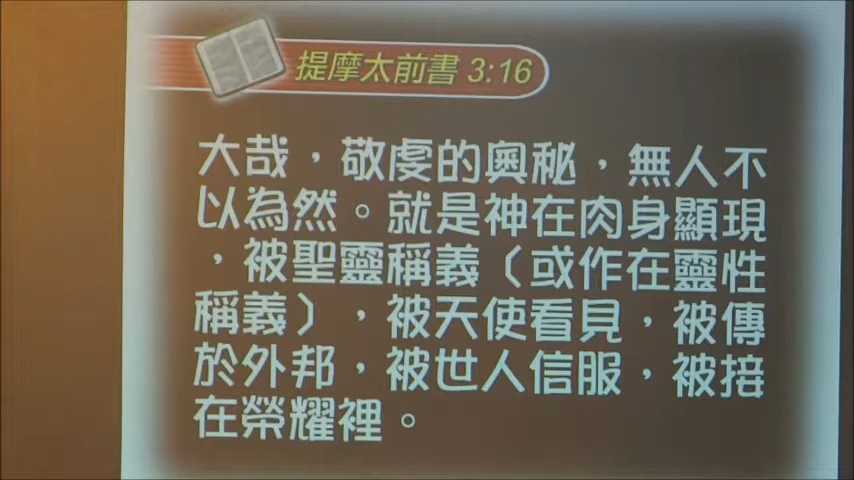 提摩太前書 3:16
大哉，敬虔的奧秘，無人不
以為然。就是神在肉身顯現
，被聖靈稱義（或作在靈性
稱義），被天使看見，被傳
於外邦，被世人信服，被接
在榮耀裡。